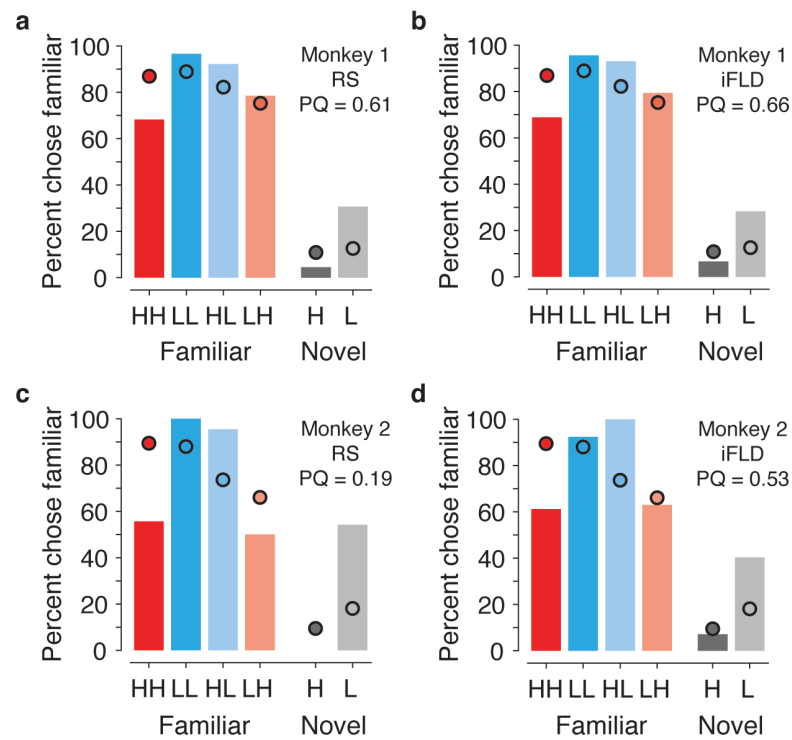 a
Percent chose familiar
100
80
60
40
20
0
Monkey 1
RS
PQ = 0.61
HH LL HL LH H L
Familiar Novel
b
Percent chose familiar
100
80
60
40
20
0
Monkey 1
iFLD
PQ = 0.66
HH LL HL LH H L
Familiar Novel
c
Percent chose familiar
100
80
60
40
20
0
Monkey 2
RS
PQ = 0.19
HH LL HL LH H L
Familiar Novel
d
Percent chose familiar
100
80
60
40
20
0
Monkey 2
iFLD
PQ = 0.53
HH LL HL LH H L
Familiar Novel